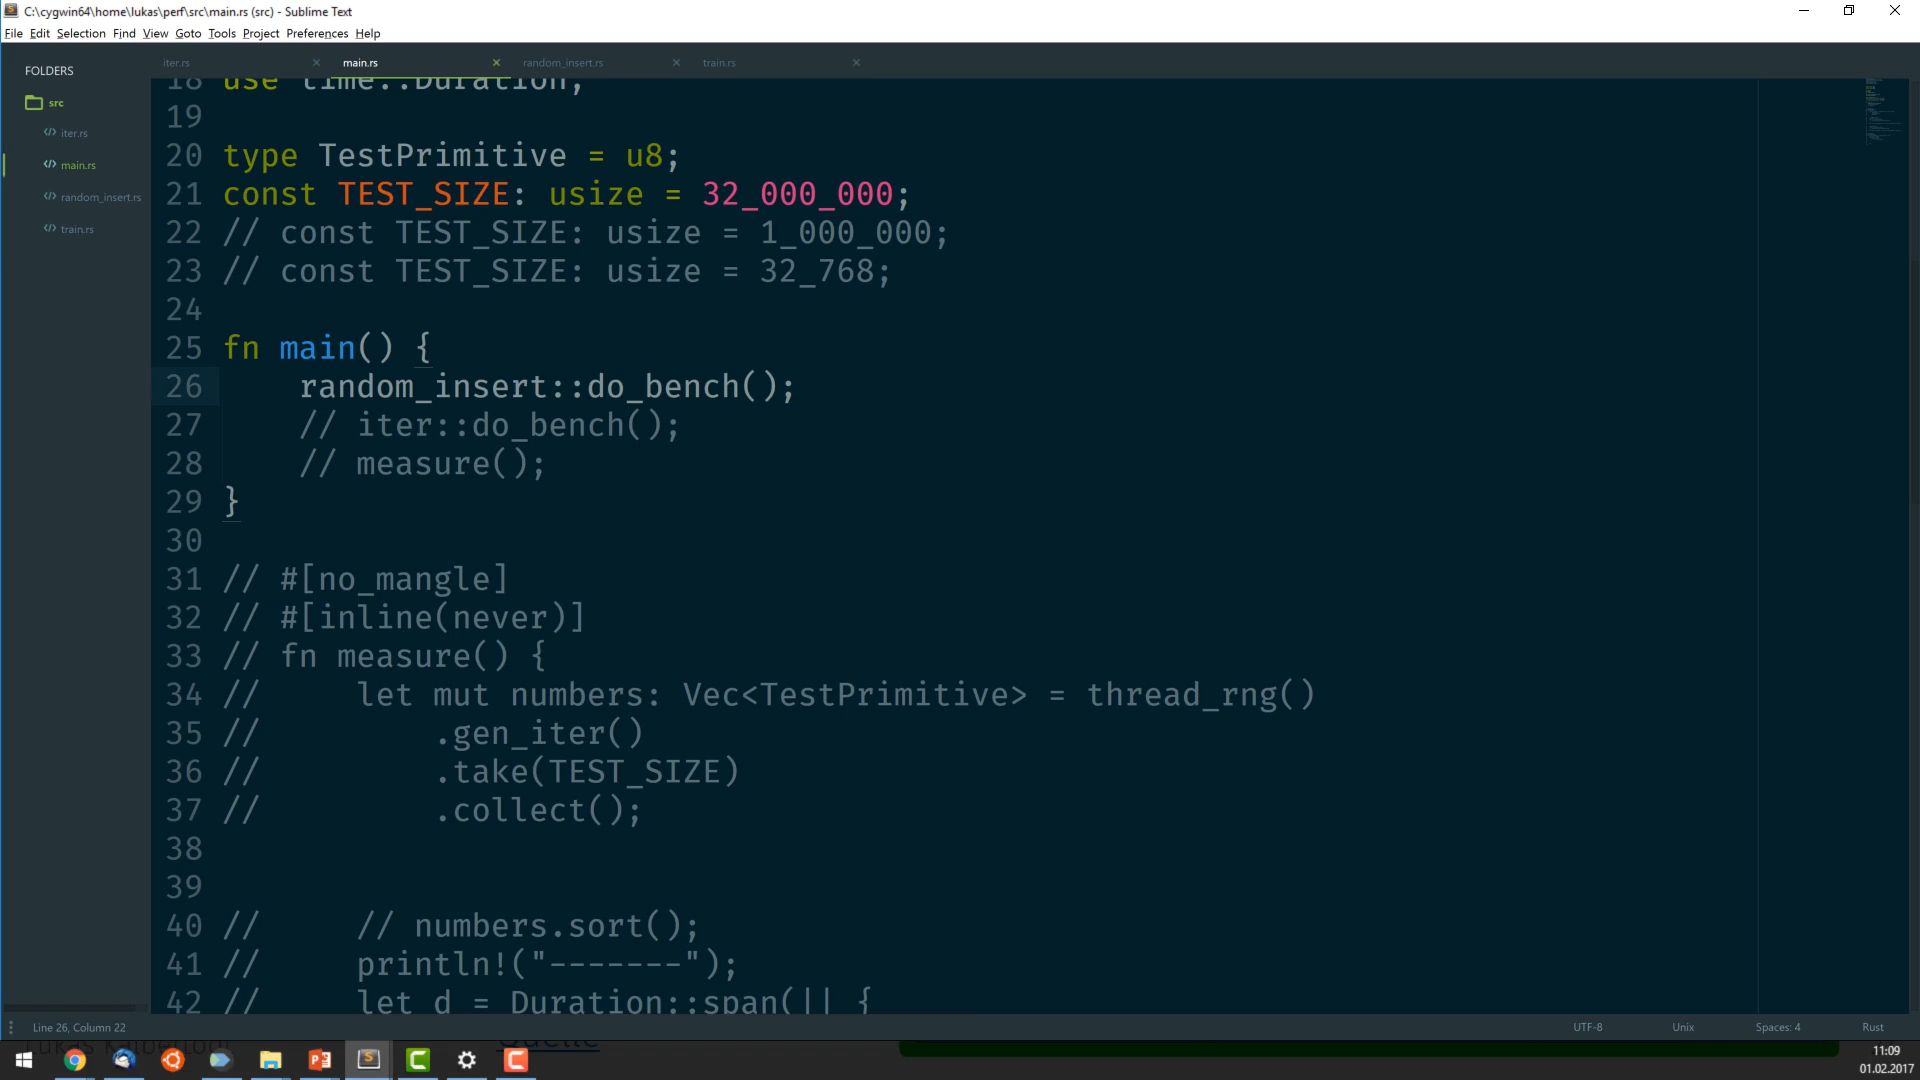 C:\cygwin64\home\lukas\perf\src\main.rs (src) - Sublime Text
File Edit Selection Find View Goto Tools Project Preferences Help
FOLDERS
src
iter.rs
main.rs
random_insert.rs
train.rs
iter.rs main.rs random_insert.rs train.rs
18 use time::Duration;
19
20 type TestPrimitive = u8;
21 const TEST_SIZE: usize = 32_000_000;
22 // const TEST_SIZE: usize = 1_000_000;
23 // const TEST_SIZE: usize = 32_768;
24
25 fn main() {
26     random_insert::do_bench();
27     // iter::do_bench();
28     // measure();
29 }
30
31 // #[no_mangle]
32 // #[inline(never)]
33 // fn measure() {
34 //     let mut numbers: Vec<TestPrimitive> = thread_rng()
35 //         .gen_iter()
36 //         .take(TEST_SIZE)
37 //         .collect();
38
39
40 //     // numbers.sort();
41 //     println!("-------");
42 //     let d = Duration::span(|| {
Line 26, Column 22 UTF-8 Unix Spaces: 4 Rust
Quelle
11:09
01.02.2017